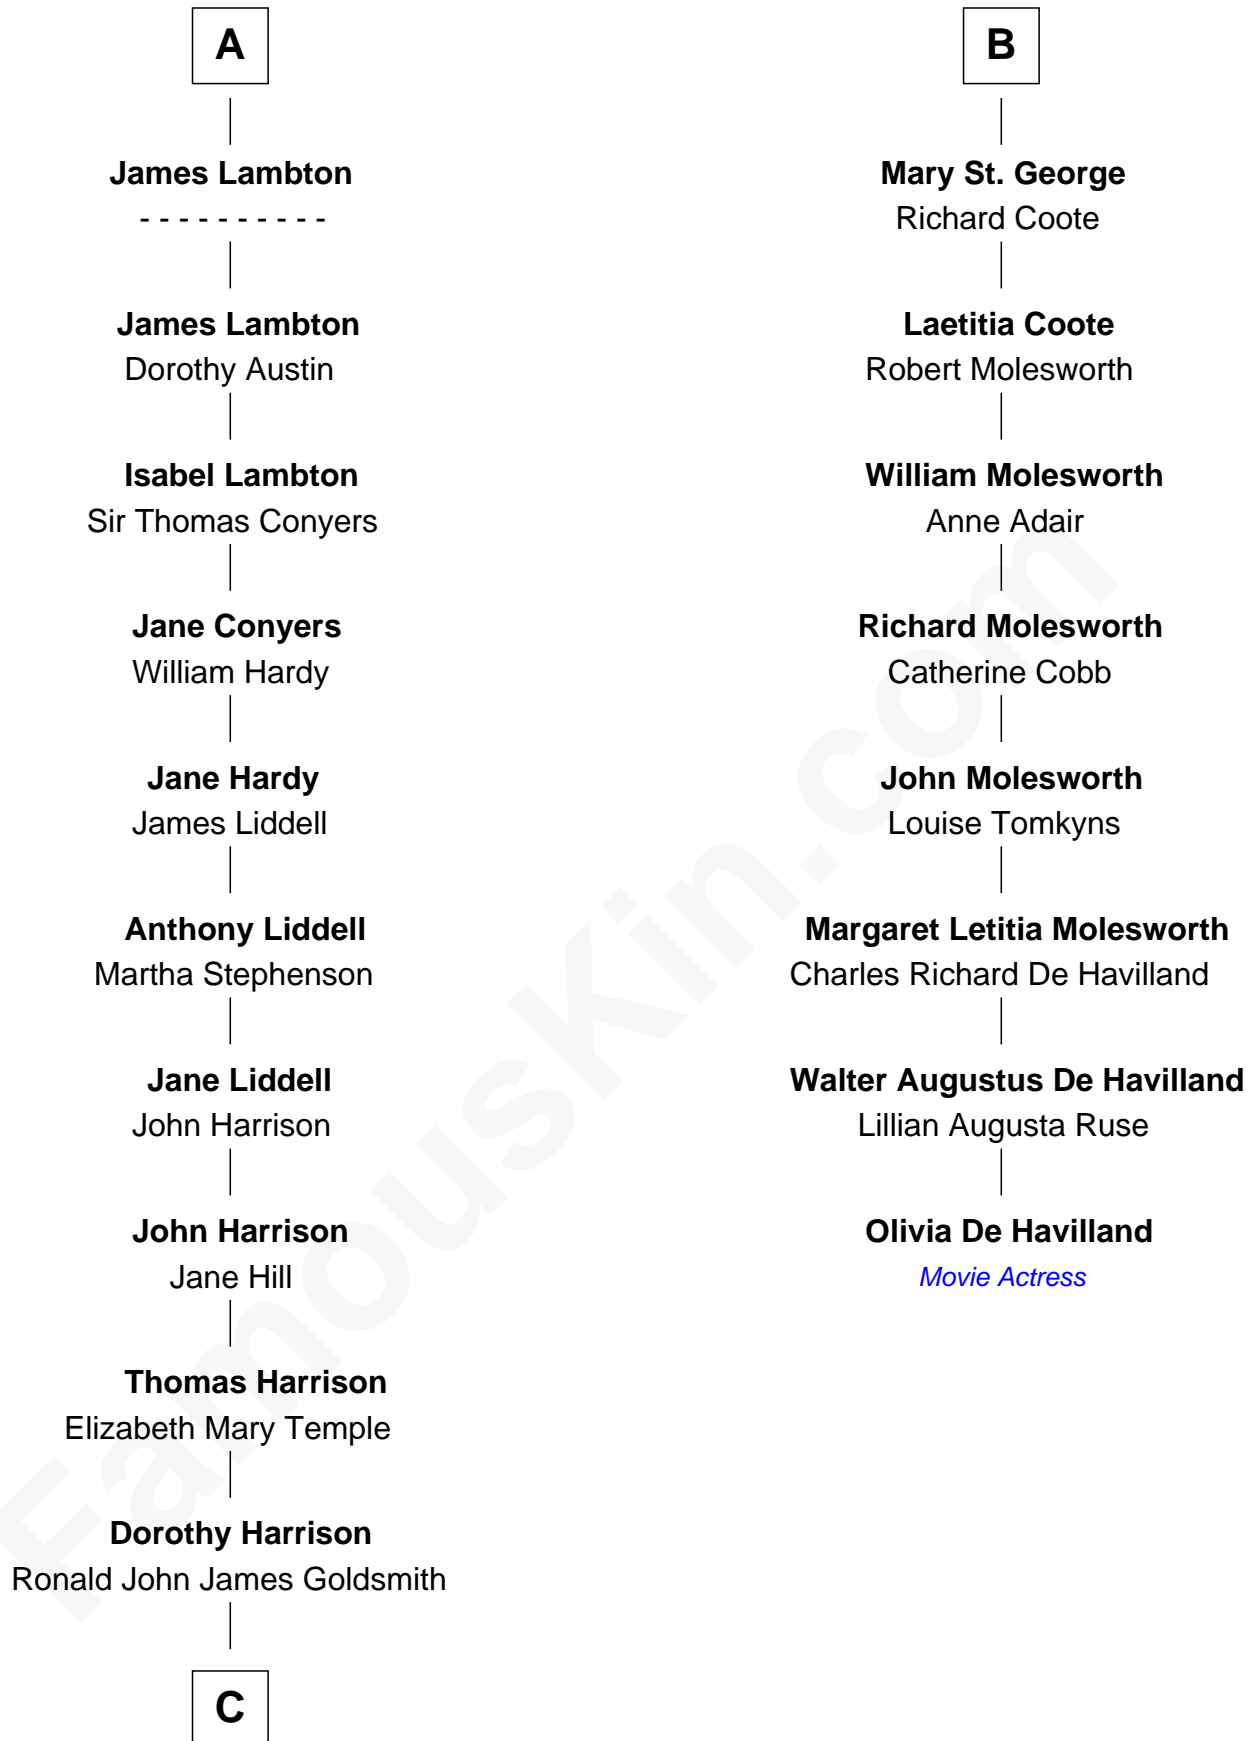 A
James Lambton
- - - - - - - - - -
James Lambton
Dorothy Austin
Isabel Lambton
Sir Thomas Conyers
Jane Conyers
William Hardy
Jane Hardy
James Liddell
Anthony Liddell
Martha Stephenson
Jane Liddell
John Harrison
John Harrison
Jane Hill
Thomas Harrison
Elizabeth Mary Temple
Dorothy Harrison
Ronald John James Goldsmith
C
B
Mary St. George
Richard Coote
Laetitia Coote
Robert Molesworth
William Molesworth
Anne Adair
Richard Molesworth
Catherine Cobb
John Molesworth
Louise Tomkyns
Margaret Letitia Molesworth
Charles Richard De Havilland
Walter Augustus De Havilland
Lillian Augusta Ruse
Olivia De Havilland
Movie Actress
FamousKin.com